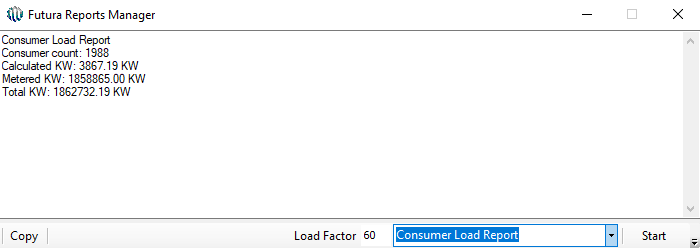 Futura Reports Manager
Consumer Load Report
Consumer count: 1988
Calculated KW: 3867.19 KW
Metered KW: 1858865.00 KW
Total KW: 1862732.19 KW
Copy Load Factor 60 Consumer Load Report Start